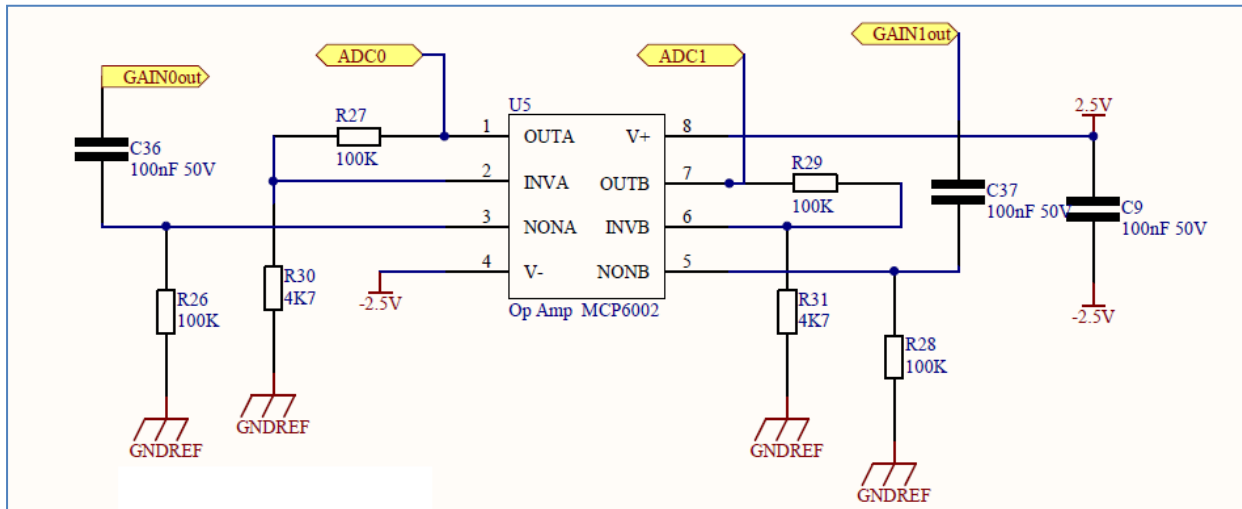 GAIN0out
ADC0
ADC1
GAIN1out
C36
100nF 50V
R27
100K
U5
1
OUTA
V+
8
2.5V
2
INVA
OUTB
7
R29
100K
3
NONA
INVB
6
C37
100nF 50V
C9
100nF 50V
4
V-
NONB
5
-2.5V
Op Amp MCP6002
R26
100K
R30
4K7
R31
4K7
R28
100K
-2.5V
GNDREF
GNDREF
GNDREF
GNDREF